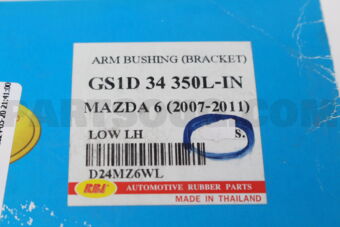 ARM BUSHING (BRACKET)
GS1D 34 350L-IN
MAZDA 6 (2007-2011)
LOW LH
S.
D24MZ6WL
RBI AUTOMOTIVE RUBBER PARTS
MADE IN THAILAND